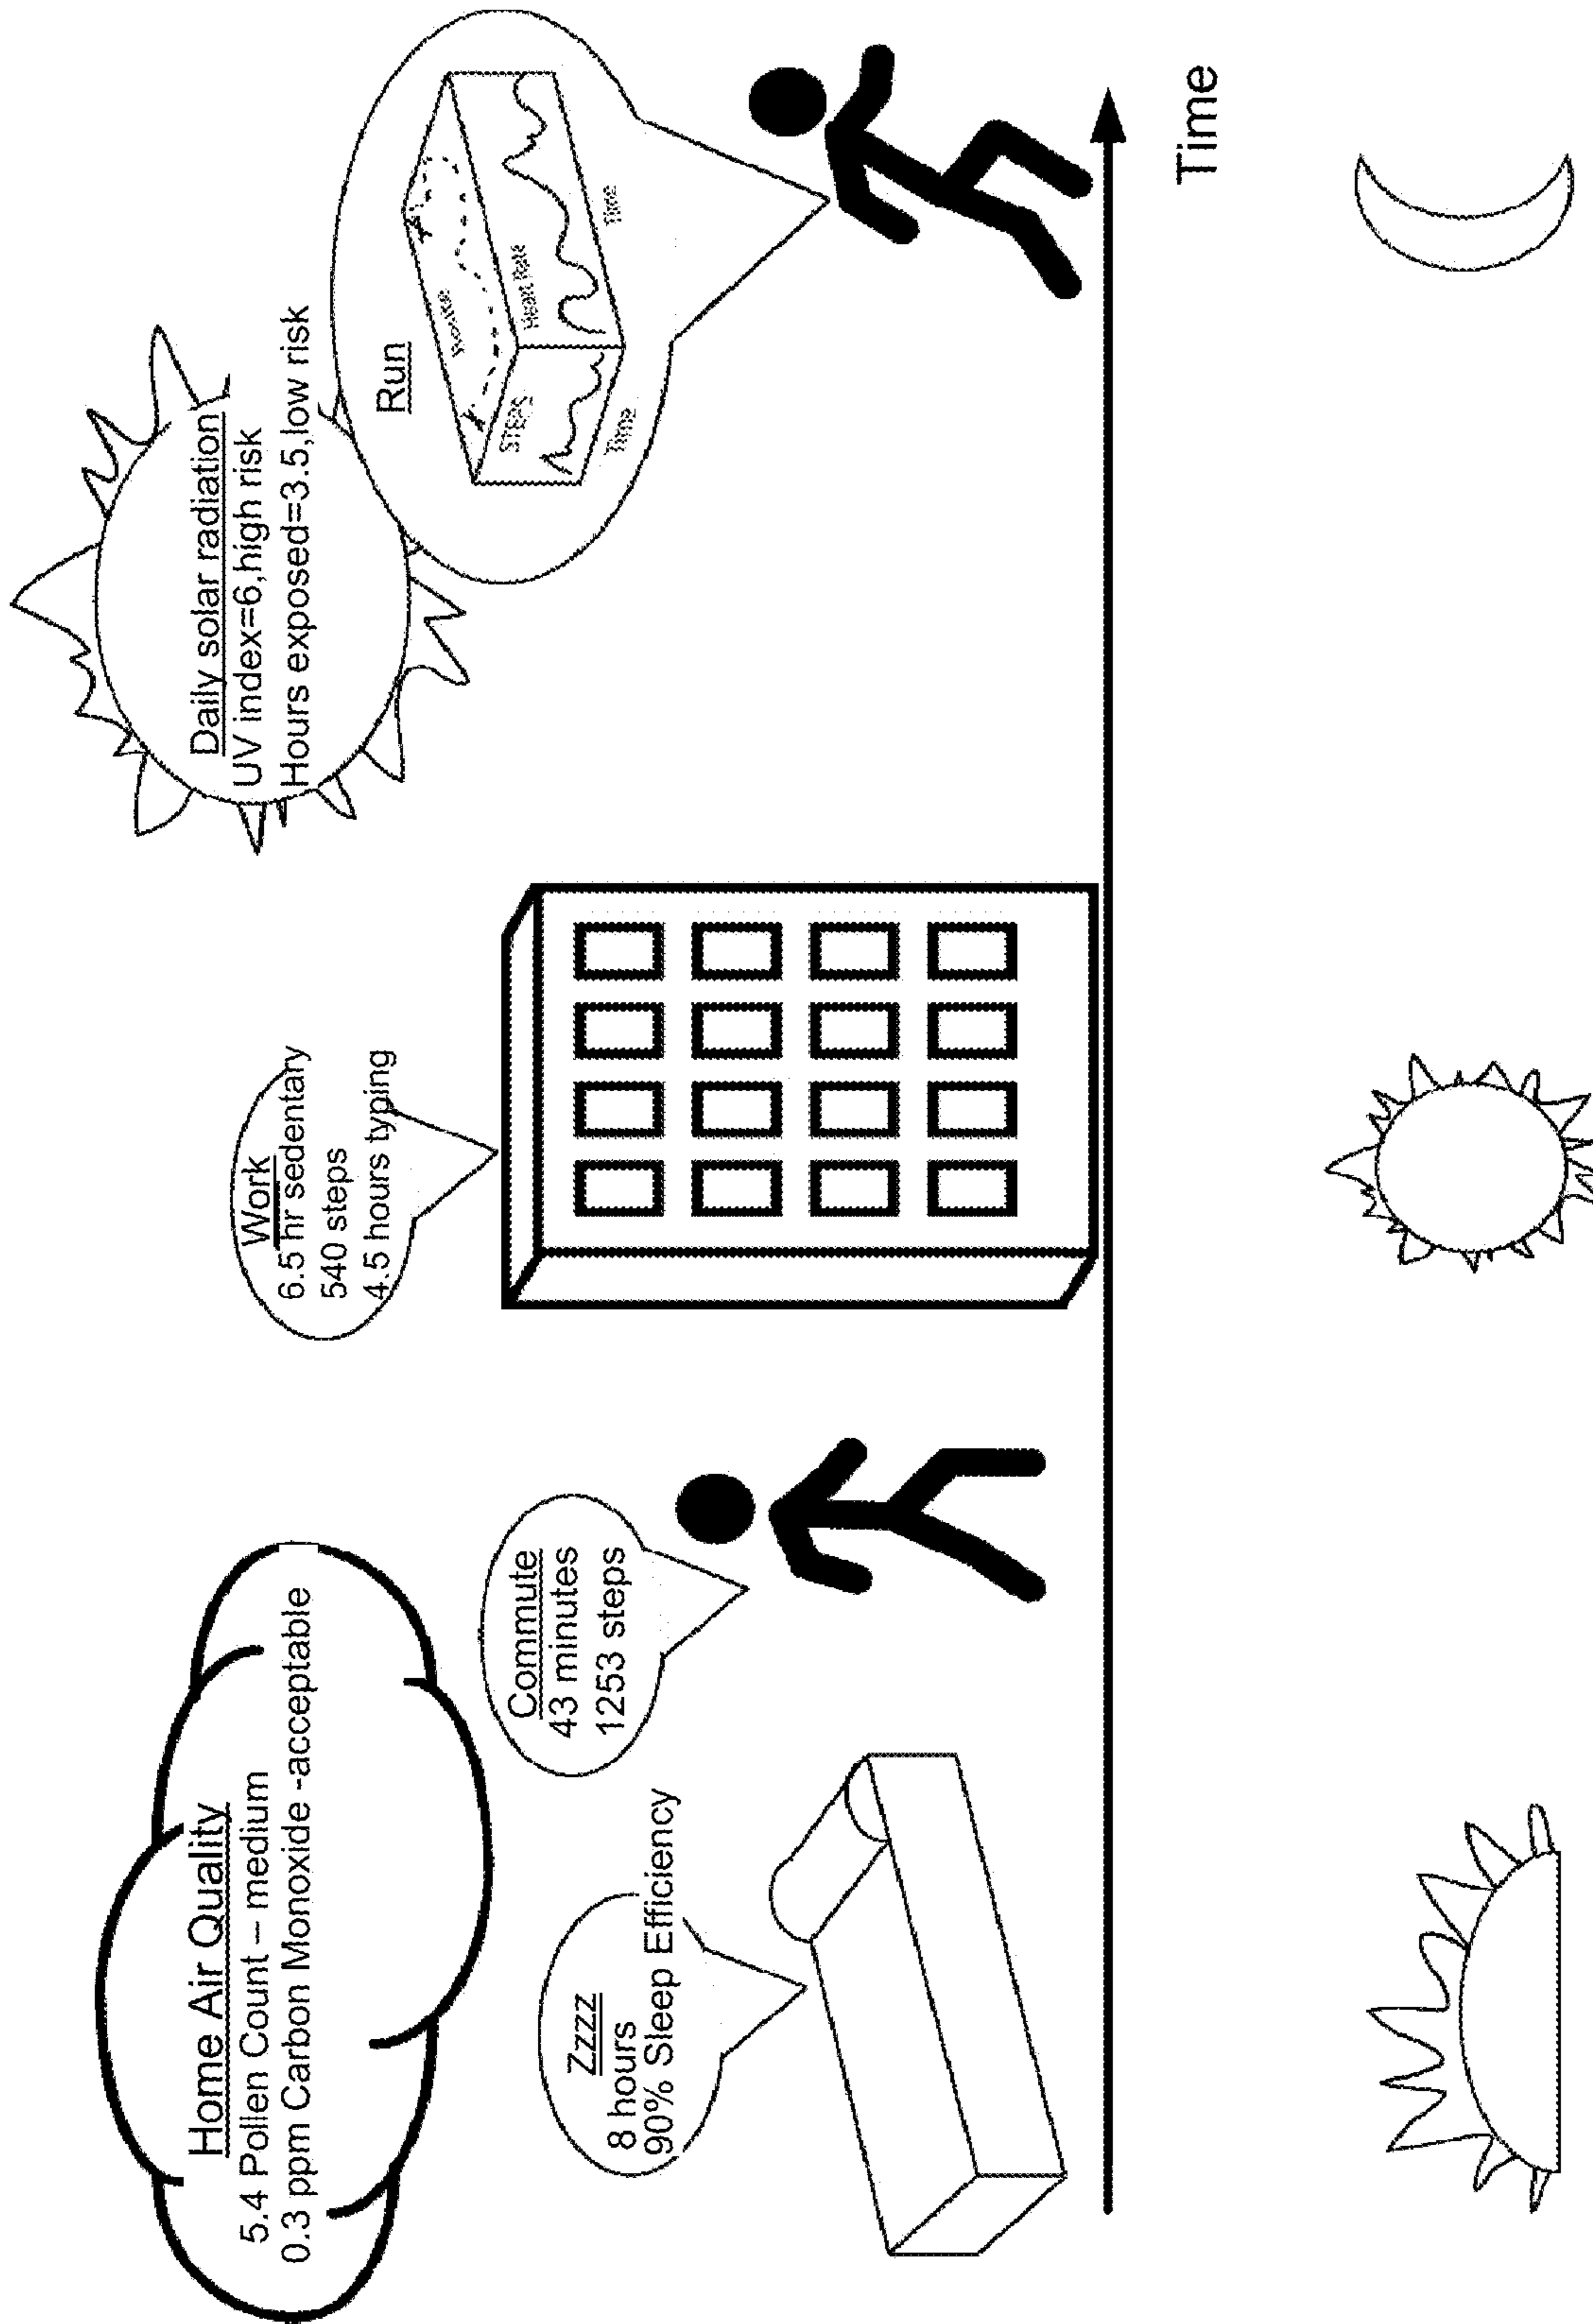 Home Air Quality
5.4 Pollen Count – medium
0.3 ppm Carbon Monoxide -acceptable
Zzzz
8 hours
90% Sleep Efficiency
Commute
43 minutes
1253 steps
Work
6.5 hr sedentary
540 steps
4.5 hours typing
Daily solar radiation
UV index=6,high risk
Hours exposed=3.5,low risk
Run
STEPS
Time
Heart Rate
Time
Time